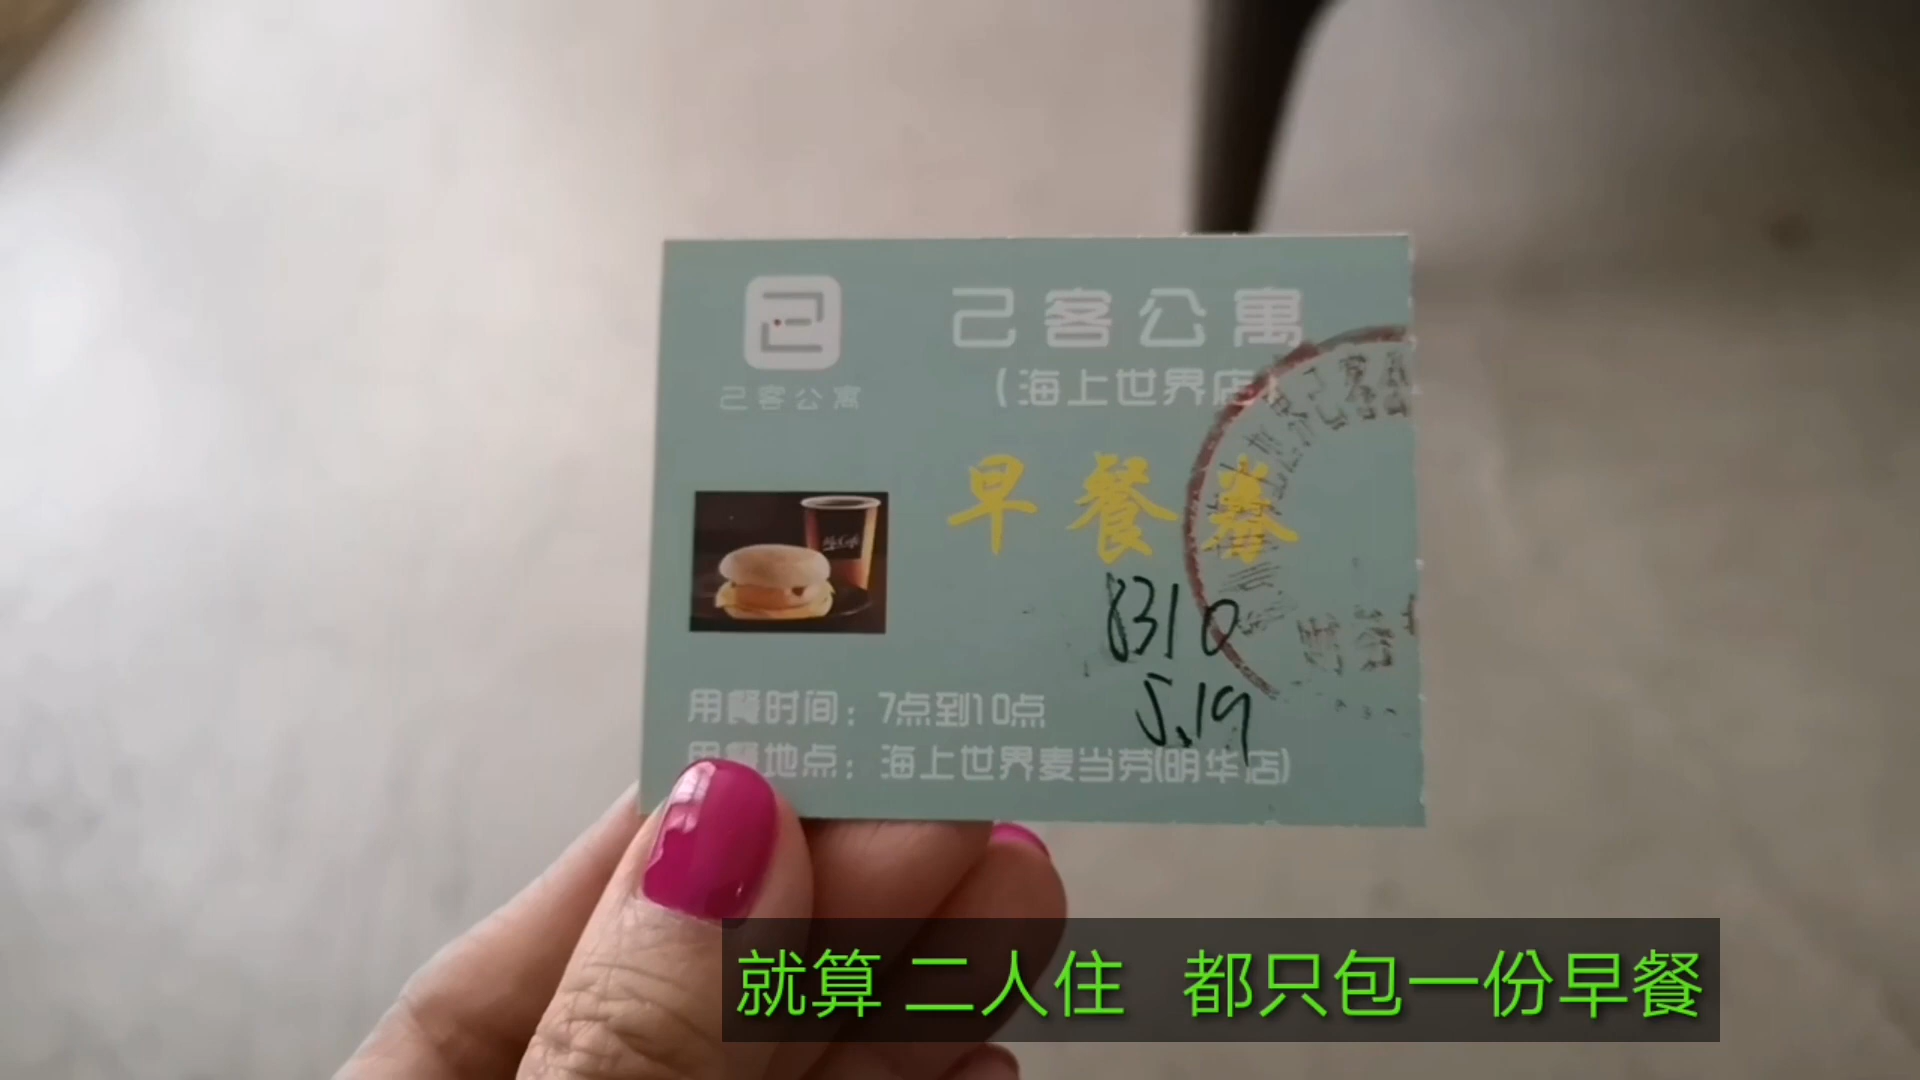 己客公寓
己客公寓
(海上世界店)
早餐券
8310
5.19
McCafé
用餐时间：7点到10点
用餐地点：海上世界麦当劳(明华店)
就算 二人住 都只包一份早餐